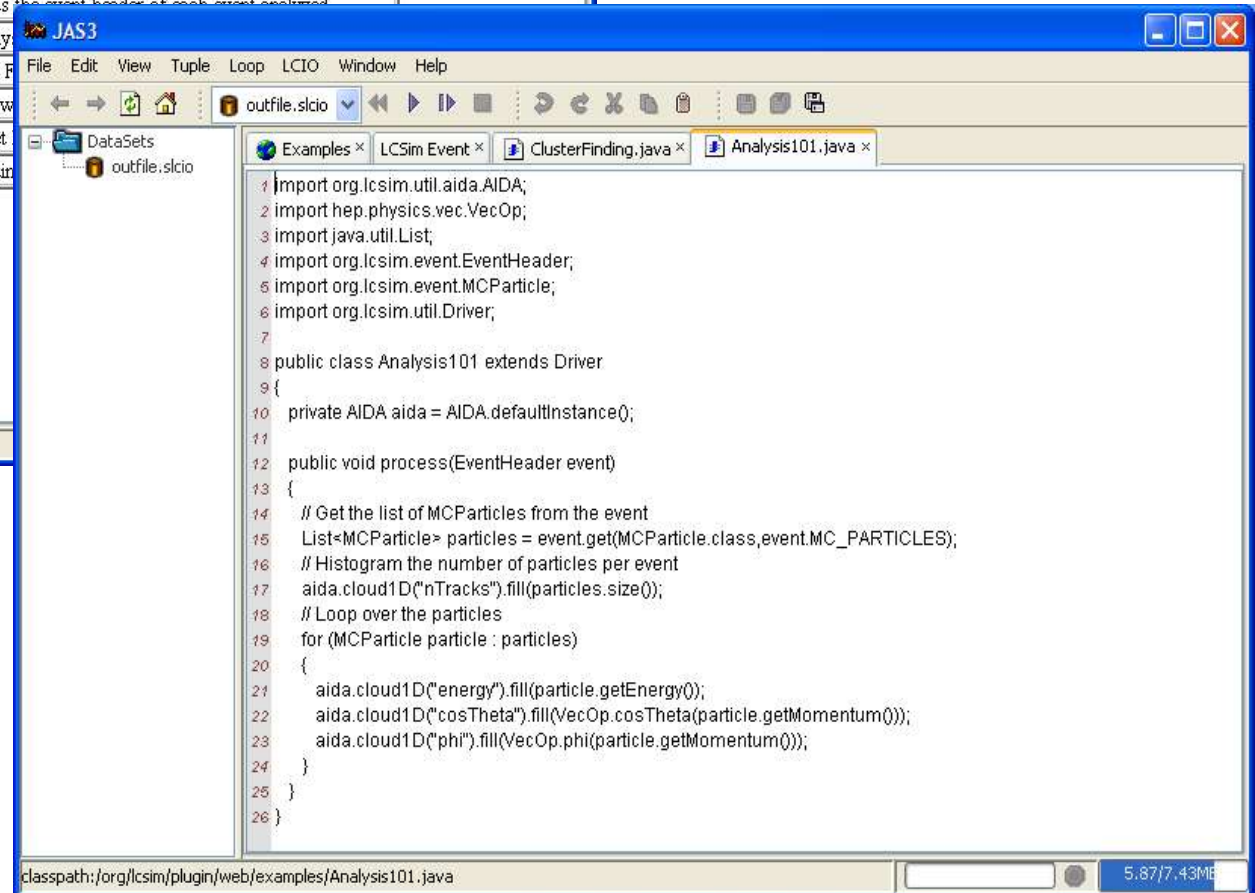 s the event header of each event analyzed
JAS3
File Edit View Tuple Loop LCIO Window Help
outfile.slcio
DataSets
outfile.slcio
Examples × LCSim Event × ClusterFinding.java × Analysis101.java ×
1 import org.lcsim.util.aida.AIDA;
2 import hep.physics.vec.VecOp;
3 import java.util.List;
4 import org.lcsim.event.EventHeader;
5 import org.lcsim.event.MCParticle;
6 import org.lcsim.util.Driver;
7
8 public class Analysis101 extends Driver
9 {
10 private AIDA aida = AIDA.defaultInstance();
11
12 public void process(EventHeader event)
13 {
14 // Get the list of MCParticles from the event
15 List<MCParticle> particles = event.get(MCParticle.class,event.MC_PARTICLES);
16 // Histogram the number of particles per event
17 aida.cloud1D("nTracks").fill(particles.size());
18 // Loop over the particles
19 for (MCParticle particle : particles)
20 {
21 aida.cloud1D("energy").fill(particle.getEnergy());
22 aida.cloud1D("cosTheta").fill(VecOp.cosTheta(particle.getMomentum()));
23 aida.cloud1D("phi").fill(VecOp.phi(particle.getMomentum()));
24 }
25 }
26 }
classpath:/org/lcsim/plugin/web/examples/Analysis101.java
5.87/7.43MB